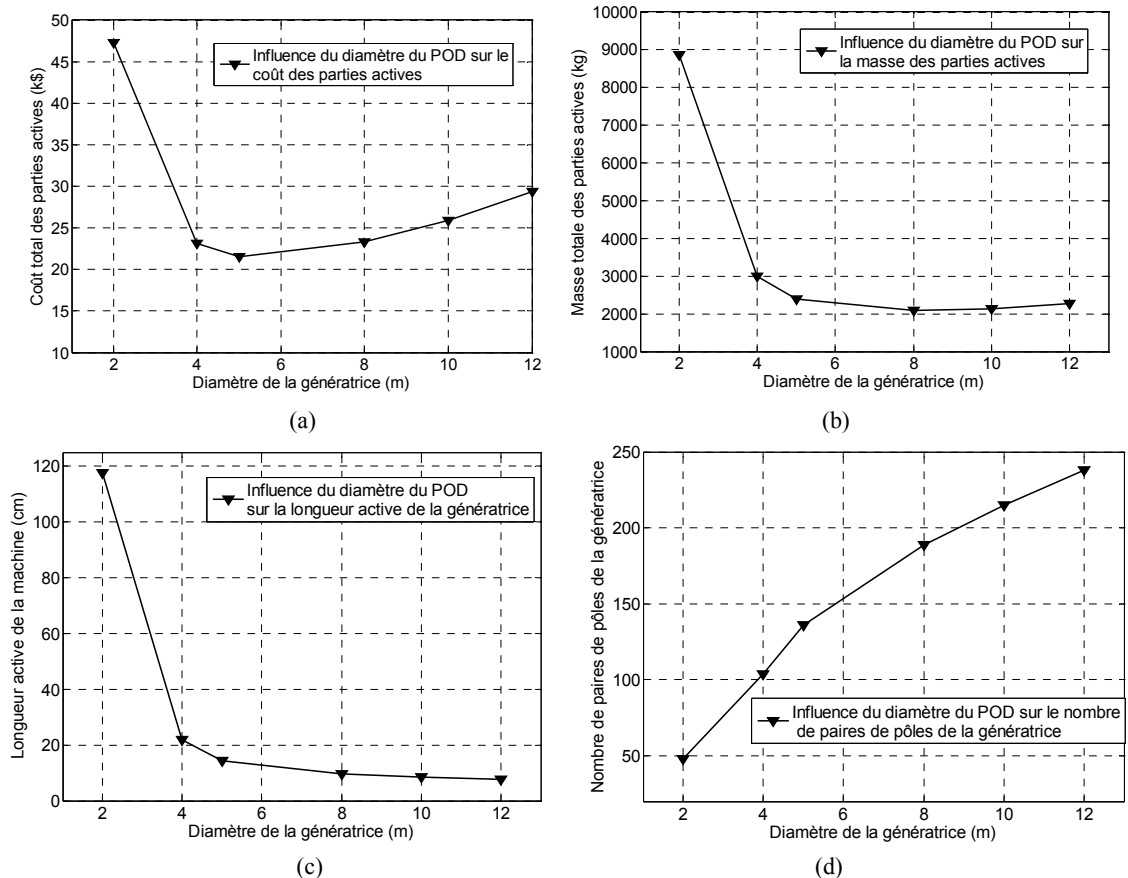 50
45
40
35
30
25
20
15
10
Coût total des parties actives (k$)
Influence du diamètre du POD sur le
coût des parties actives
2 4 6 8 10 12
Diamètre de la génératrice (m)
(a)
10000
9000
8000
7000
6000
5000
4000
3000
2000
1000
Masse totale des parties actives (kg)
Influence du diamètre du POD sur
la masse des parties actives
2 4 6 8 10 12
Diamètre de la génératrice (m)
(b)
120
100
80
60
40
20
0
Longueur active de la machine (cm)
Influence du diamètre du POD
sur la longueur active de la génératrice
2 4 6 8 10 12
Diamètre de la génératrice (m)
(c)
250
200
150
100
50
Nombre de paires de pôles de la génératrice
Influence du diamètre du POD sur le nombre
de paires de pôles de la génératrice
2 4 6 8 10 12
Diamètre de la génératrice (m)
(d)